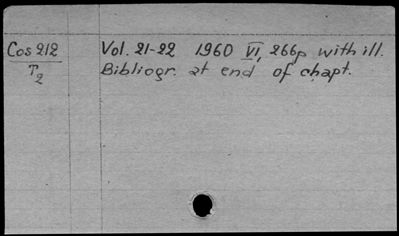 Cos 212 Vol. 21-22 1960 VI, 266p with ill.
T2 Bibliogr. at end of chapt.